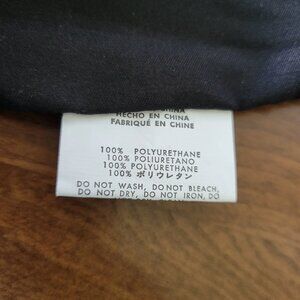 CHINA
HECHO EN CHINA
FABRIQUÉ EN CHINE
100% POLYURETHANE
100% POLIURETANO
100% POLYURETHANE
100% ポリウレタン
DO NOT WASH, DO NOT BLEACH,
DO NOT DRY, DO NOT IRON, DO